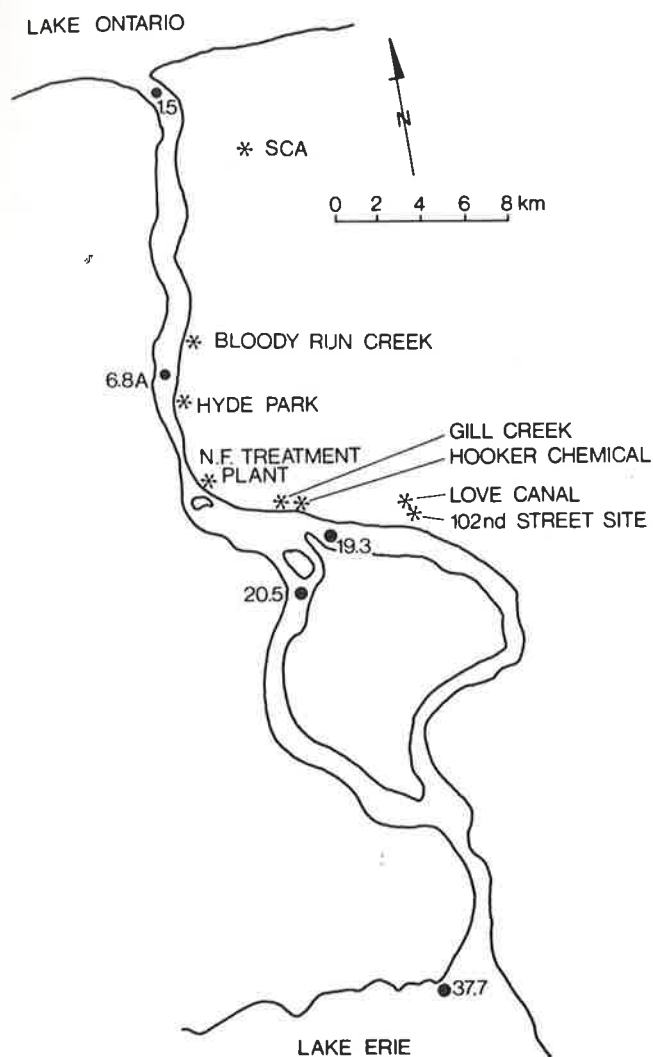 LAKE ONTARIO
1.5
N
* SCA
0 2 4 6 8 km
* BLOODY RUN CREEK
6.8A
* HYDE PARK
GILL CREEK
N.F. TREATMENT
* PLANT
HOOKER CHEMICAL
* *
* LOVE CANAL
* 102nd STREET SITE
19.3
20.5
37.7
LAKE ERIE